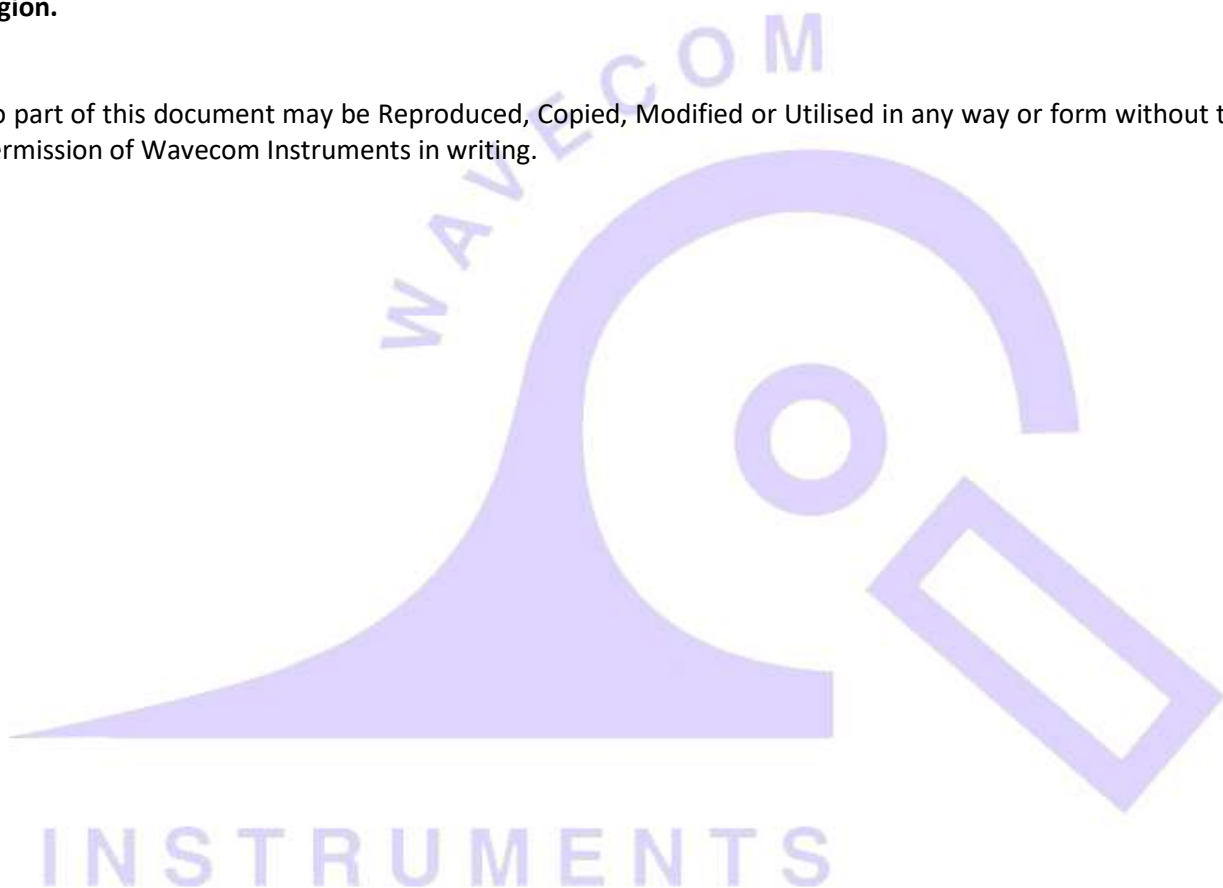 gion.
o part of this document may be Reproduced, Copied, Modified or Utilised in any way or form without t
ermission of Wavecom Instruments in writing.
WAVECOM
INSTRUMENTS